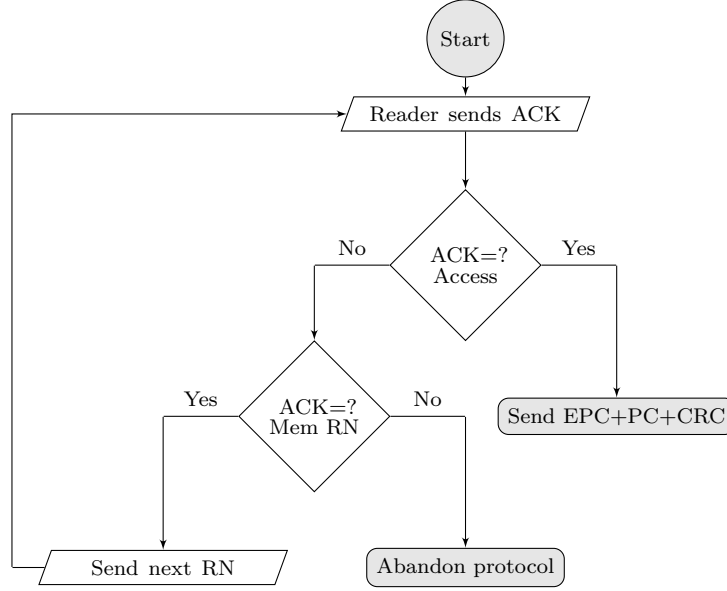 Start
Reader sends ACK
No
Yes
ACK=?
Access
Yes
No
ACK=?
Mem RN
Send EPC+PC+CRC
Send next RN
Abandon protocol